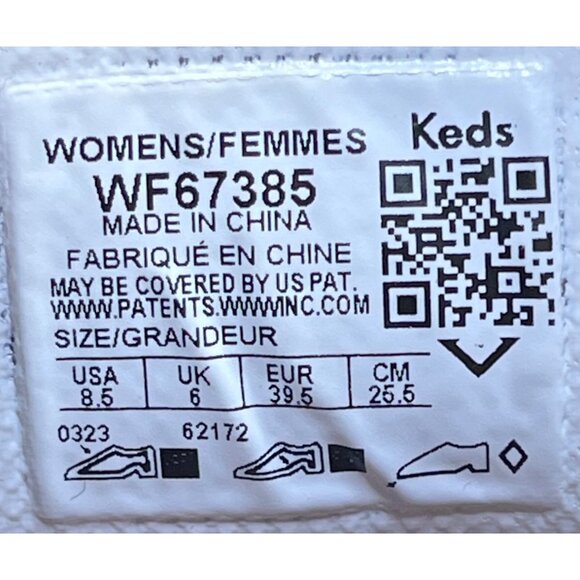 WOMENS/FEMMES
Keds
WF67385
MADE IN CHINA
FABRIQUÉ EN CHINE
MAY BE COVERED BY US PAT.
WWW.PATENTS.WWWINC.COM
SIZE/GRANDEUR
USA UK EUR CM
8.5 6 39.5 25.5
0323 62172